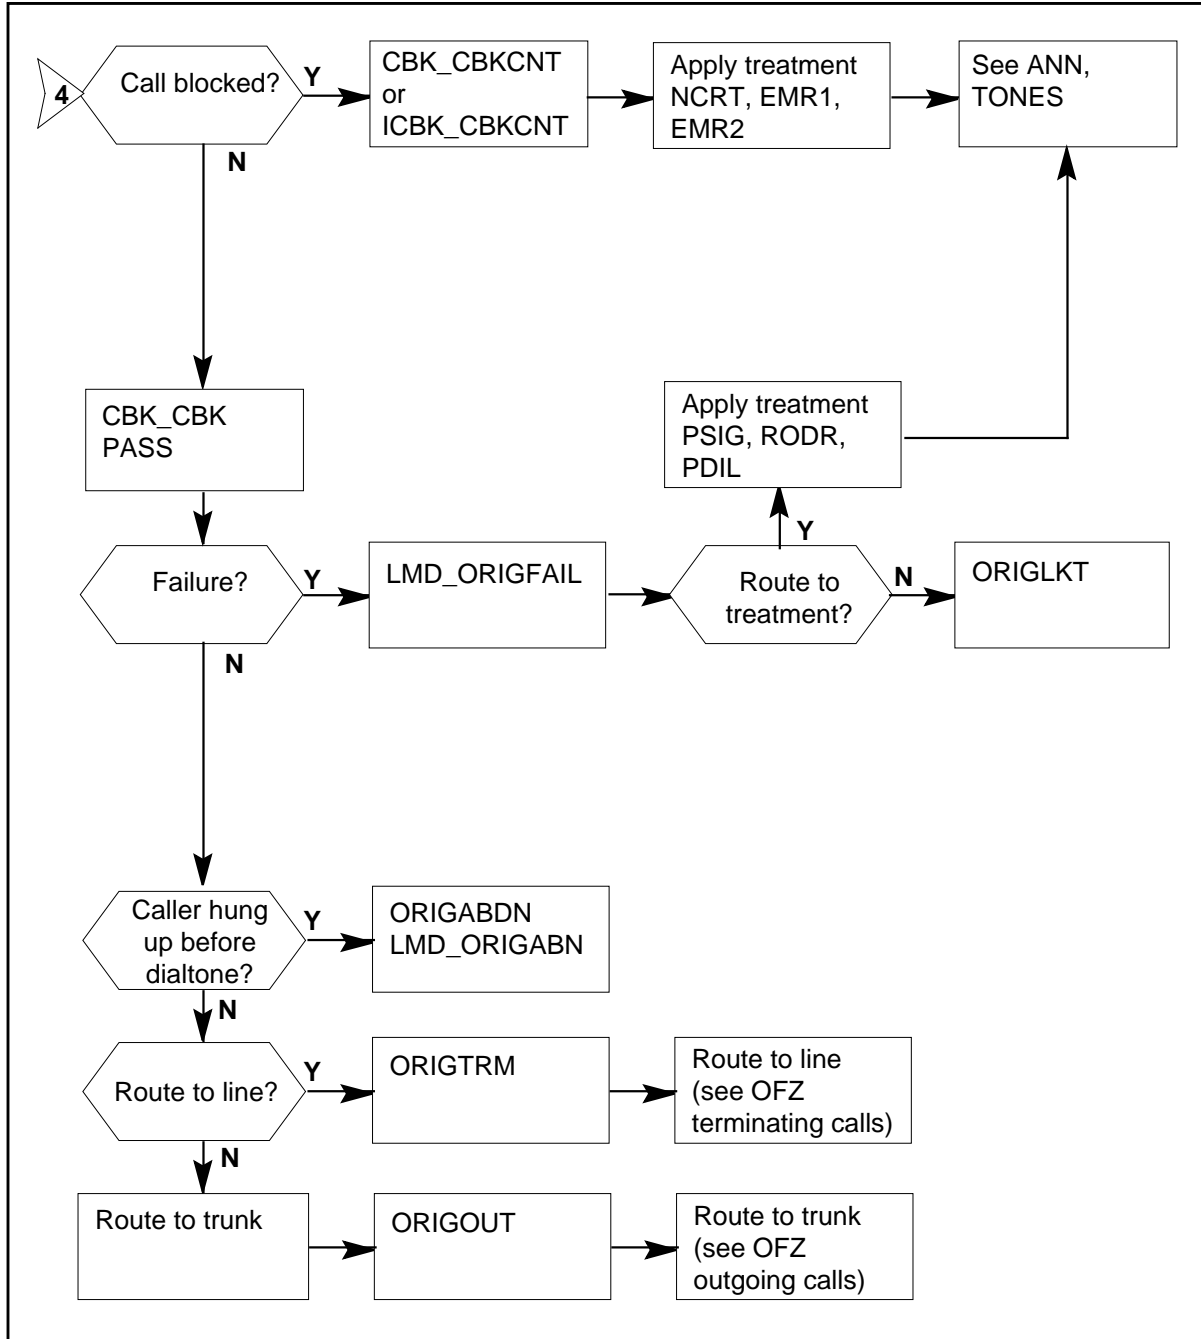 4
Call blocked?
Y
CBK_CBKCNT
or
ICBK_CBKCNT
Apply treatment
NCRT, EMR1,
EMR2
See ANN,
TONES
N
CBK_CBK
PASS
Apply treatment
PSIG, RODR,
PDIL
Y
Failure?
Y
LMD_ORIGFAIL
Route to
treatment?
N
ORIGLKT
N
Caller hung
up before
dialtone?
Y
ORIGABDN
LMD_ORIGABN
N
Route to line?
Y
ORIGTRM
Route to line
(see OFZ
terminating calls)
N
Route to trunk
ORIGOUT
Route to trunk
(see OFZ
outgoing calls)